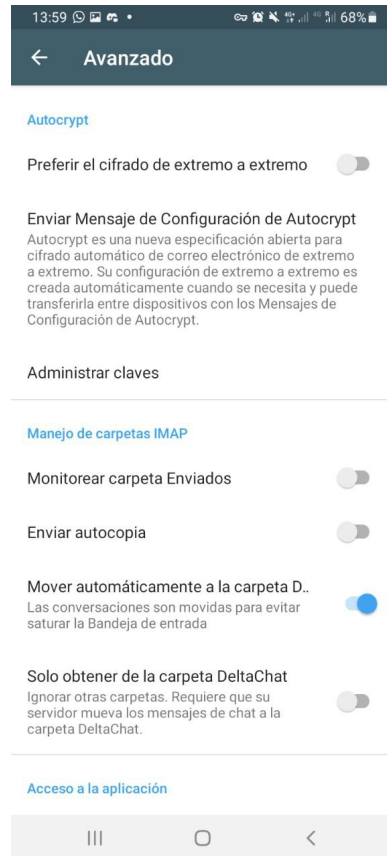 13:59
4G+ 4G R 68%
Avanzado
Autocrypt
Preferir el cifrado de extremo a extremo
Enviar Mensaje de Configuración de Autocrypt
Autocrypt es una nueva especificación abierta para
cifrado automático de correo electrónico de extremo
a extremo. Su configuración de extremo a extremo es
creada automáticamente cuando se necesita y puede
transferirla entre dispositivos con los Mensajes de
Configuración de Autocrypt.
Administrar claves
Manejo de carpetas IMAP
Monitorear carpeta Enviados
Enviar autocopia
Mover automáticamente a la carpeta D..
Las conversaciones son movidas para evitar
saturar la Bandeja de entrada
Solo obtener de la carpeta DeltaChat
Ignorar otras carpetas. Requiere que su
servidor mueva los mensajes de chat a la
carpeta DeltaChat.
Acceso a la aplicación